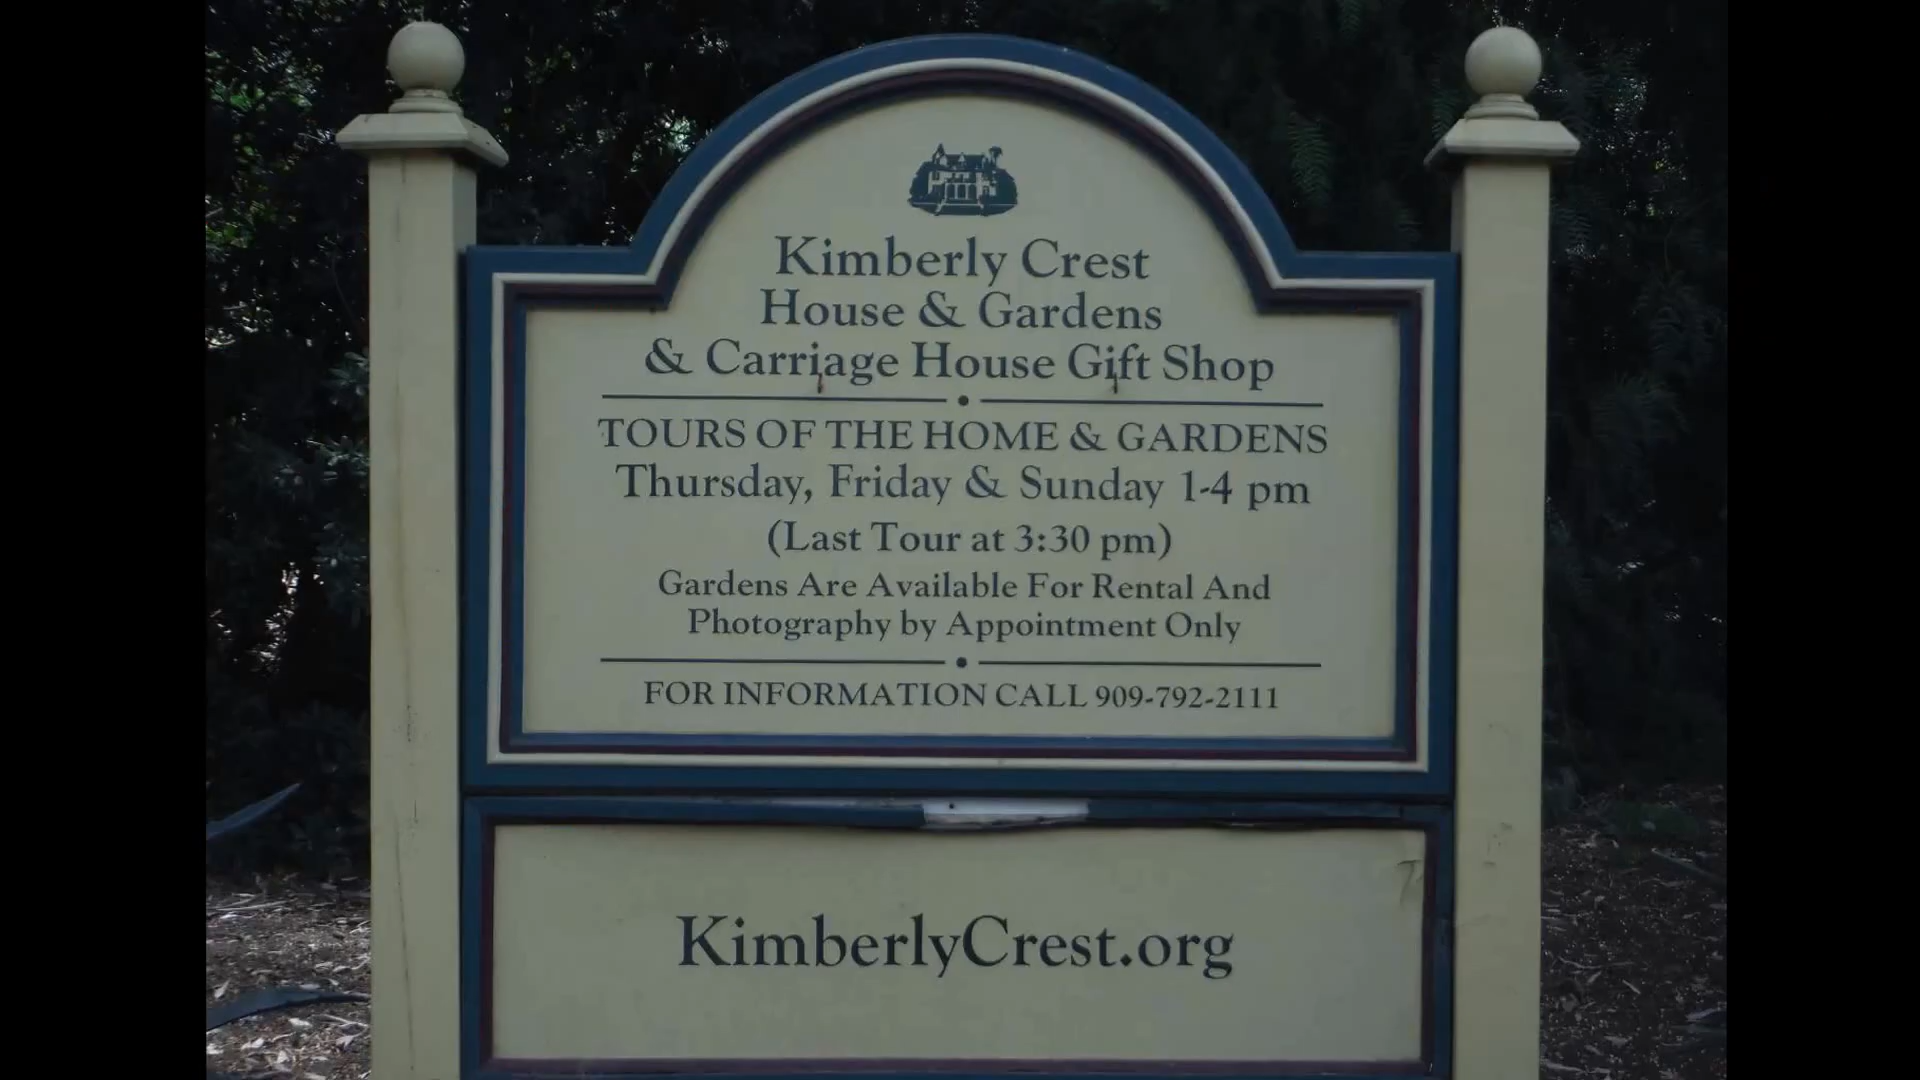 Kimberly Crest
House & Gardens
& Carriage House Gift Shop
TOURS OF THE HOME & GARDENS
Thursday, Friday & Sunday 1-4 pm
(Last Tour at 3:30 pm)
Gardens Are Available For Rental And
Photography by Appointment Only
FOR INFORMATION CALL 909-792-2111
KimberlyCrest.org